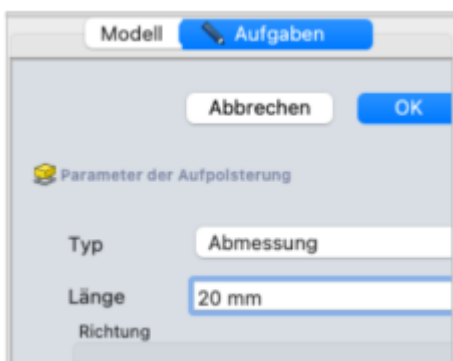 Modell Aufgaben
Abbrechen OK
Parameter der Aufpolsterung
Typ Abmessung
Länge 20 mm
Richtung